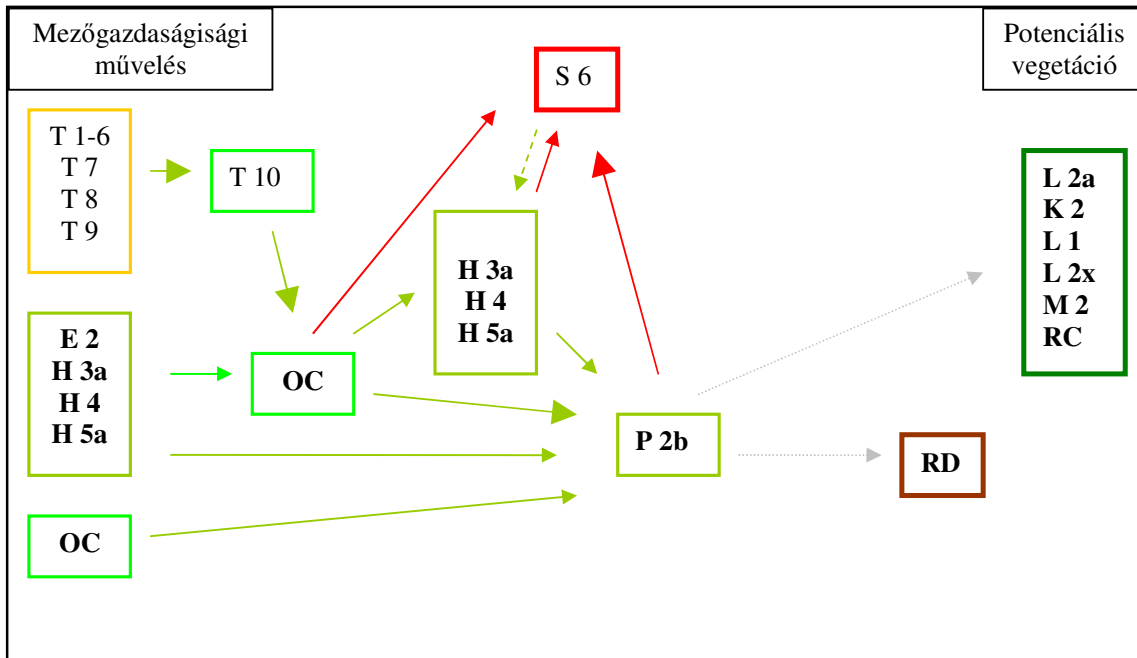 Mezőgazdaságisági
művelés
Potenciális
vegetáció
S 6
T 1-6
T 7
T 8
T 9
T 10
H 3a
H 4
H 5a
L 2a
K 2
L 1
L 2x
M 2
RC
E 2
H 3a
H 4
H 5a
OC
P 2b
RD
OC